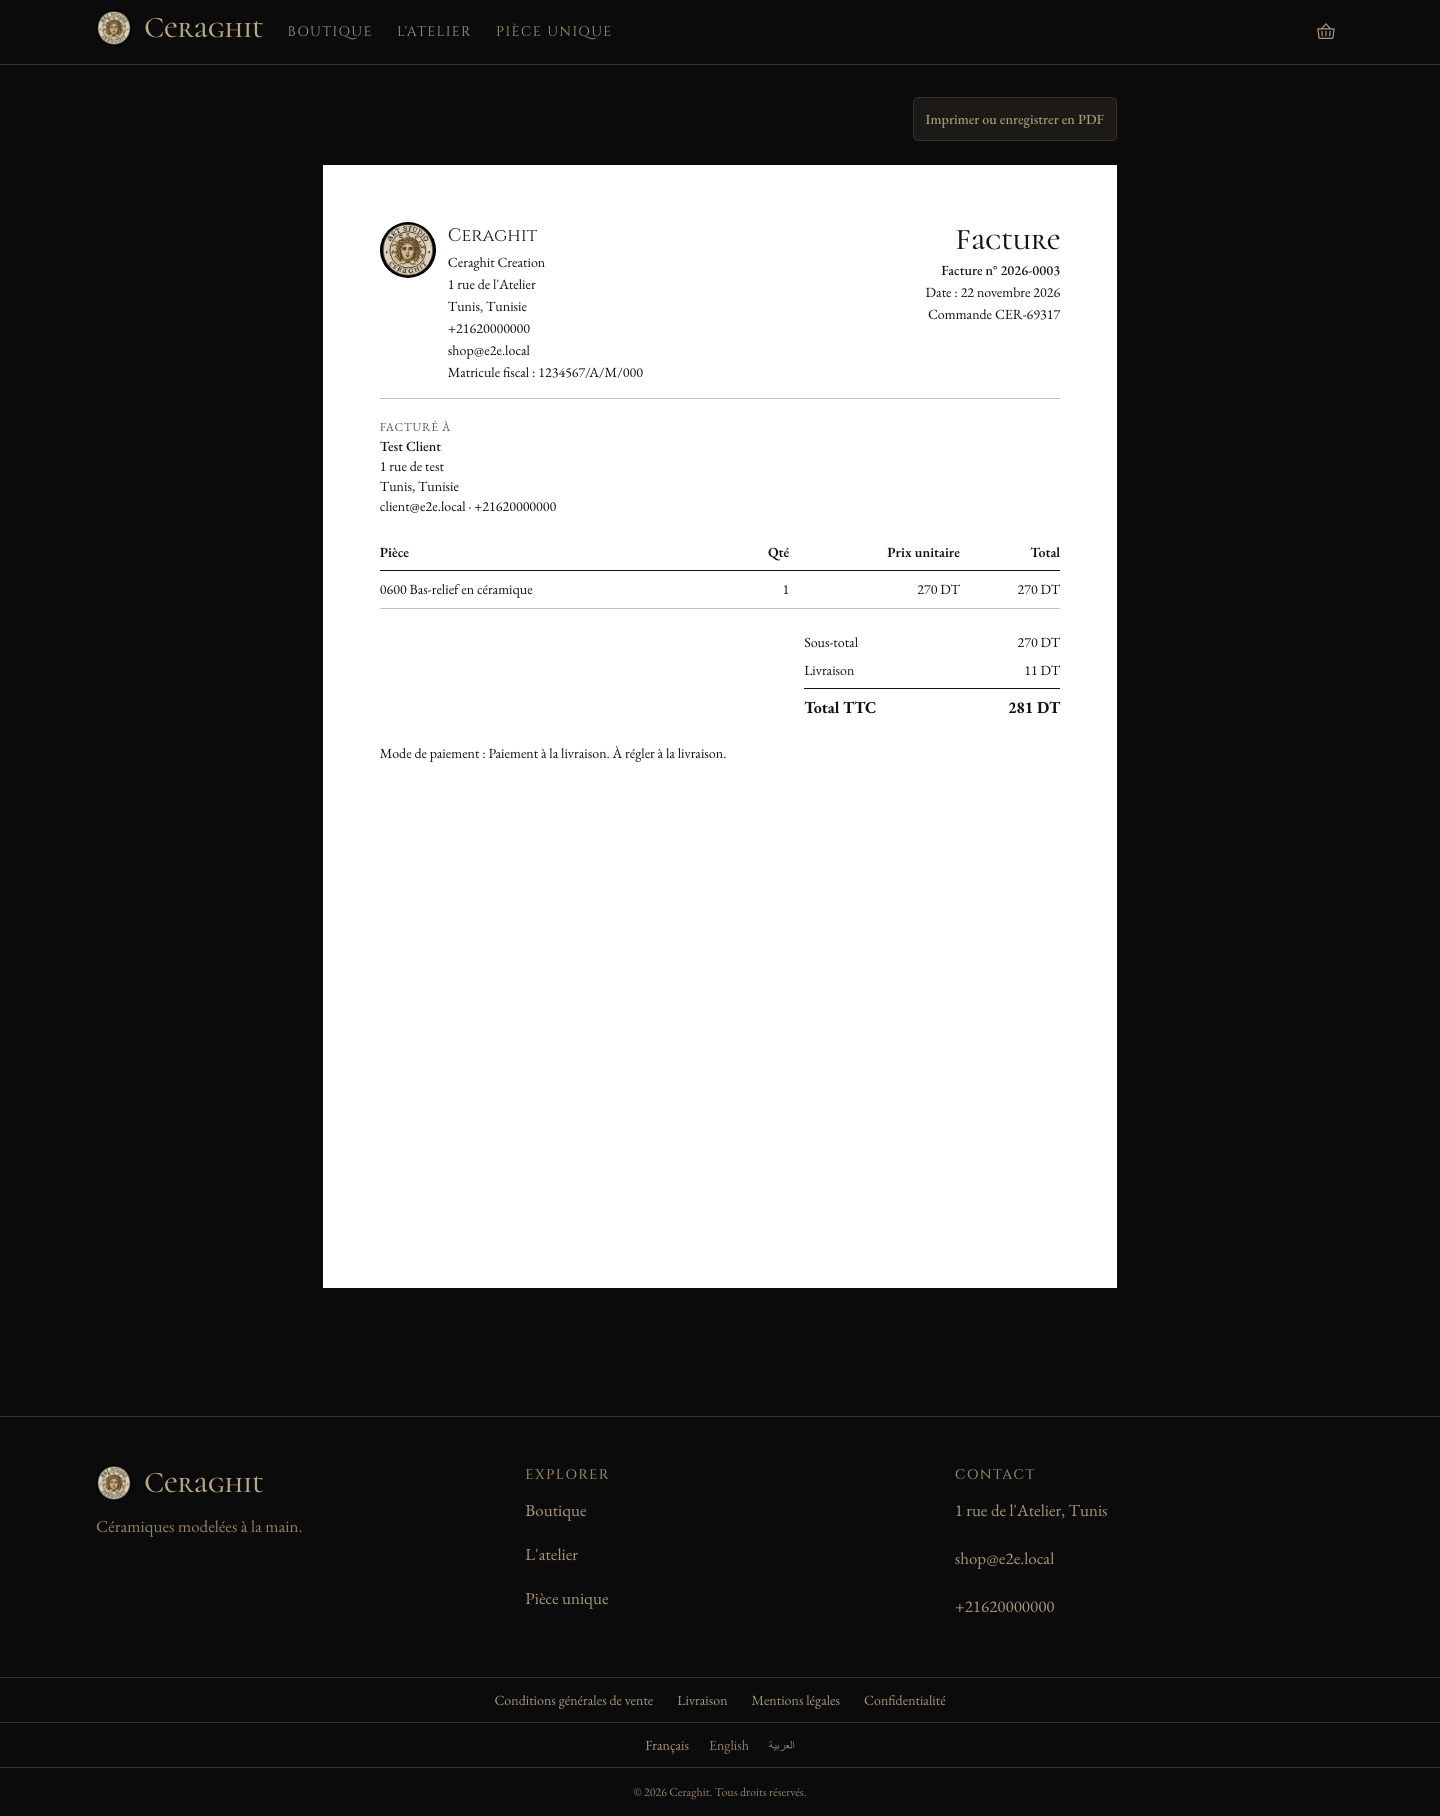 Ceraghit
BOUTIQUE L'ATELIER PIÈCE UNIQUE
Imprimer ou enregistrer en PDF
ART STUDIO
CERAGHIT
Ceraghit
Ceraghit Creation
1 rue de l'Atelier
Tunis, Tunisie
+21620000000
shop@e2e.local
Matricule fiscal : 1234567/A/M/000
Facture
Facture n° 2026-0003
Date : 22 novembre 2026
Commande CER-69317
FACTURÉ À
Test Client
1 rue de test
Tunis, Tunisie
client@e2e.local · +21620000000
Pièce Qté Prix unitaire Total
0600 Bas-relief en céramique 1 270 DT 270 DT
Sous-total 270 DT
Livraison 11 DT
Total TTC 281 DT
Mode de paiement : Paiement à la livraison. À régler à la livraison.
Ceraghit
Céramiques modelées à la main.
EXPLORER
Boutique
L'atelier
Pièce unique
CONTACT
1 rue de l'Atelier, Tunis
shop@e2e.local
+21620000000
Conditions générales de vente Livraison Mentions légales Confidentialité
Français English العربية
© 2026 Ceraghit. Tous droits réservés.